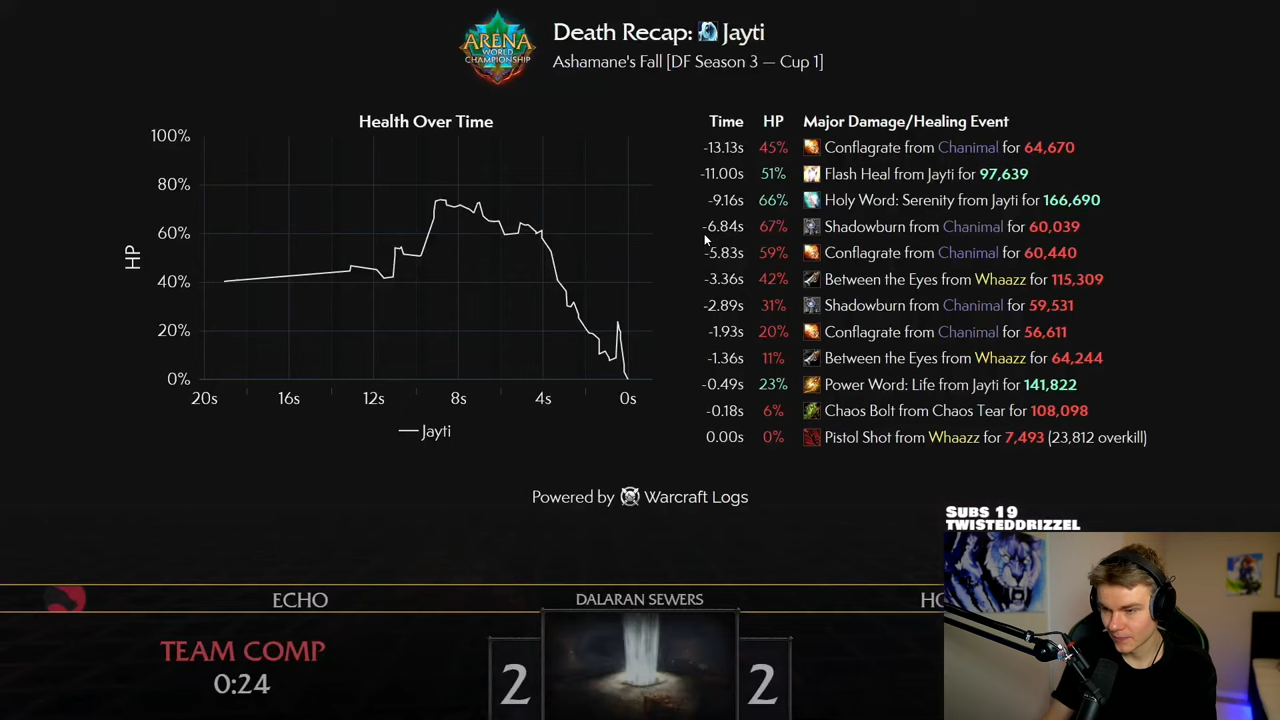 ARENA
WORLD
CHAMPIONSHIP
Death Recap: Jayti
Ashamane's Fall [DF Season 3 — Cup 1]
Health Over Time
HP
100%
80%
60%
40%
20%
0%
20s 16s 12s 8s 4s 0s
Jayti
Time HP Major Damage/Healing Event
-13.13s 45% Conflagrate from Chanimal for 64,670
-11.00s 51% Flash Heal from Jayti for 97,639
-9.16s 66% Holy Word: Serenity from Jayti for 166,690
-6.84s 67% Shadowburn from Chanimal for 60,039
-5.83s 59% Conflagrate from Chanimal for 60,440
-3.36s 42% Between the Eyes from Whaazz for 115,309
-2.89s 31% Shadowburn from Chanimal for 59,531
-1.93s 20% Conflagrate from Chanimal for 56,611
-1.36s 11% Between the Eyes from Whaazz for 64,244
-0.49s 23% Power Word: Life from Jayti for 141,822
-0.18s 6% Chaos Bolt from Chaos Tear for 108,098
0.00s 0% Pistol Shot from Whaazz for 7,493 (23,812 overkill)
Powered by Warcraft Logs
SUBS 19
TWISTEDDRIZZEL
ECHO
DALARAN SEWERS
HO
TEAM COMP
0:24
2
2